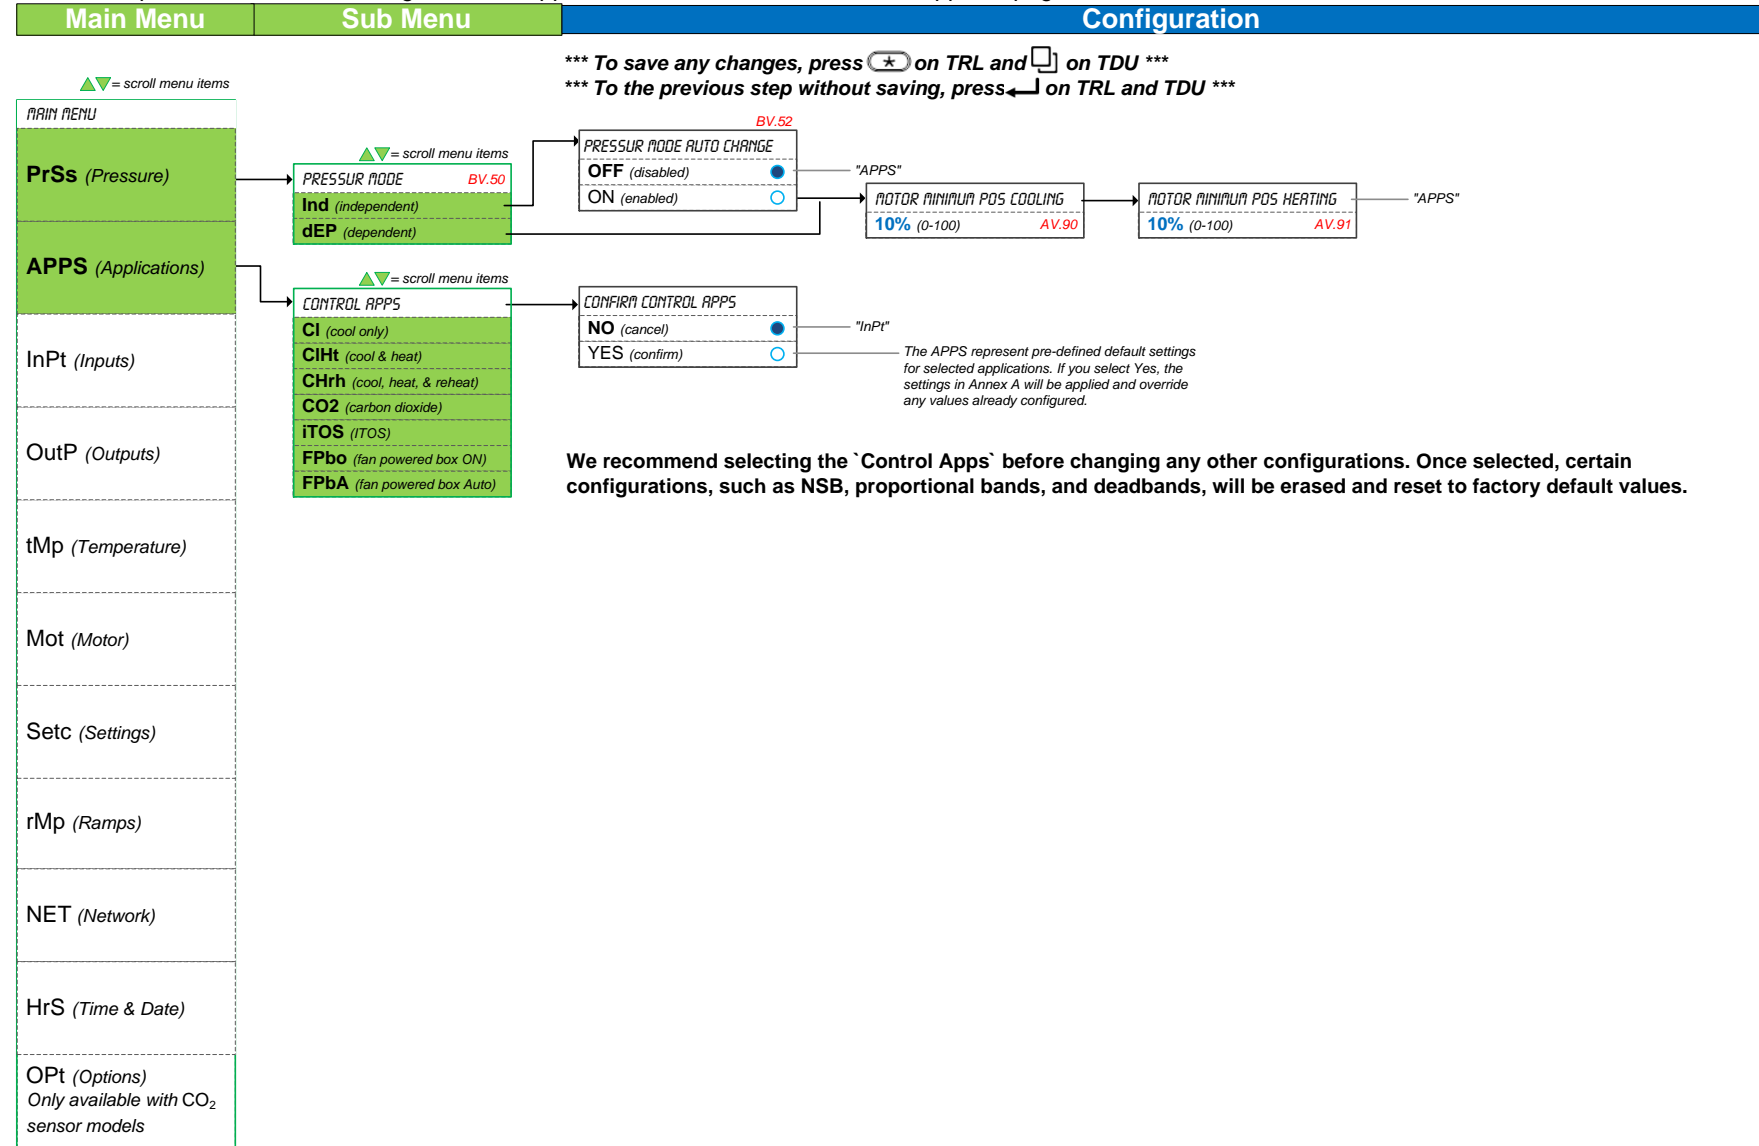 Main Menu
Sub Menu
Configuration
*** To save any changes, press on TRL and on TDU ***
*** To the previous step without saving, press on TRL and TDU ***
= scroll menu items
MAIN MENU
PrSs (Pressure)
APPS (Applications)
InPt (Inputs)
OutP (Outputs)
tMp (Temperature)
Mot (Motor)
Setc (Settings)
rMp (Ramps)
NET (Network)
HrS (Time & Date)
OPt (Options)
Only available with CO2
sensor models
= scroll menu items
PRESSUR MODE BV.50
Ind (independent)
dEP (dependent)
BV.52
PRESSUR MODE AUTO CHANGE
OFF (disabled)
"APPS"
ON (enabled)
MOTOR MINIMUM POS COOLING
10% (0-100) AV.90
MOTOR MINIMUM POS HEATING
10% (0-100) AV.91
"APPS"
= scroll menu items
CONTROL APPS
Cl (cool only)
ClHt (cool & heat)
CHrh (cool, heat, & reheat)
CO2 (carbon dioxide)
iTOS (ITOS)
FPbo (fan powered box ON)
FPbA (fan powered box Auto)
CONFIRM CONTROL APPS
NO (cancel)
"InPt"
YES (confirm)
The APPS represent pre-defined default settings
for selected applications. If you select Yes, the
settings in Annex A will be applied and override
any values already configured.
We recommend selecting the `Control Apps` before changing any other configurations. Once selected, certain
configurations, such as NSB, proportional bands, and deadbands, will be erased and reset to factory default values.